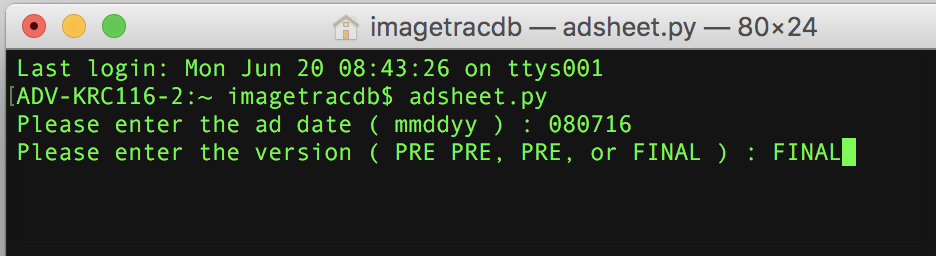 imagetracdb — adsheet.py — 80×24
Last login: Mon Jun 20 08:43:26 on ttys001
[ADV-KRC116-2:~ imagetracdb$ adsheet.py
Please enter the ad date ( mmddyy ) : 080716
Please enter the version ( PRE PRE, PRE, or FINAL ) : FINAL